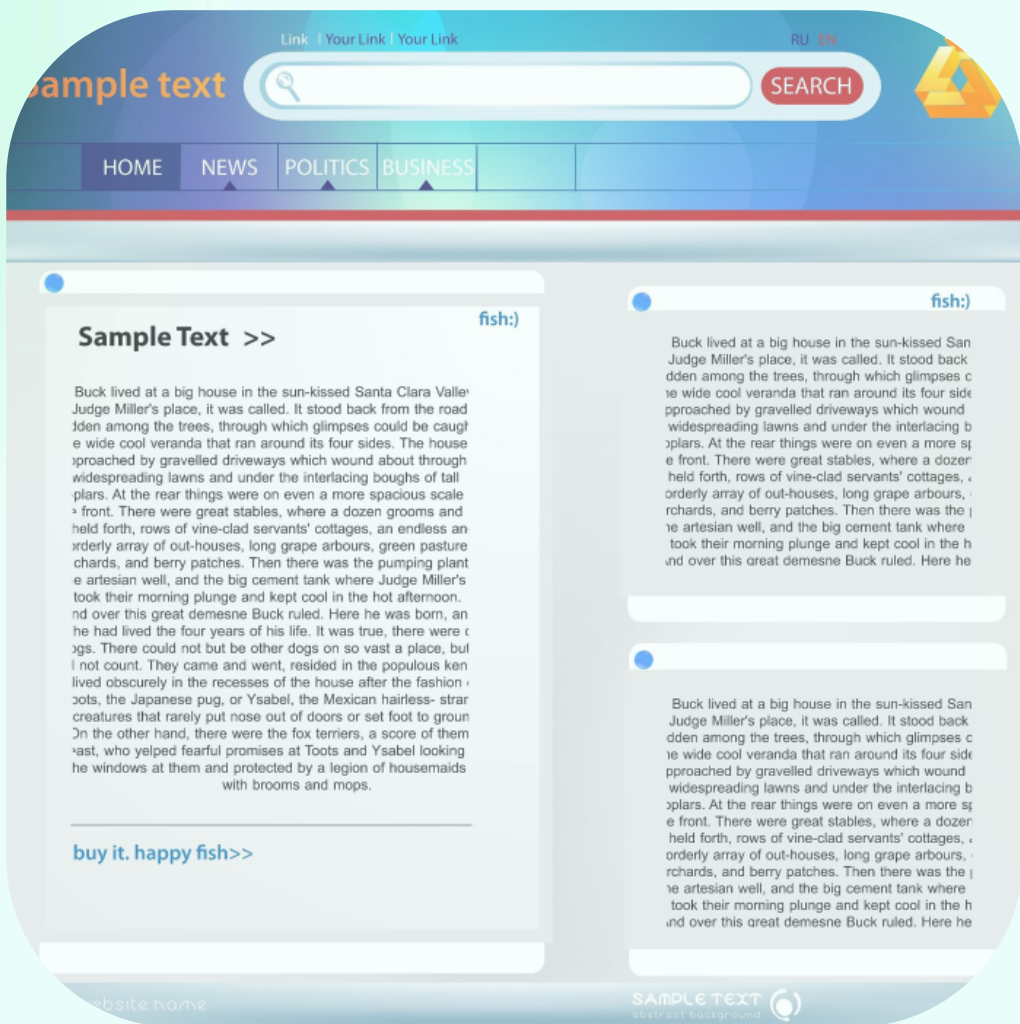 Link | Your Link | Your Link
RU EN
Sample text
SEARCH
HOME
NEWS
POLITICS
BUSINESS
fish:)
Sample Text >>
Buck lived at a big house in the sun-kissed Santa Clara Valle
Judge Miller's place, it was called. It stood back from the road
dden among the trees, through which glimpses could be caugh
e wide cool veranda that ran around its four sides. The house
pproached by gravelled driveways which wound about through
widespreading lawns and under the interlacing boughs of tall
plars. At the rear things were on even a more spacious scale
front. There were great stables, where a dozen grooms and
held forth, rows of vine-clad servants' cottages, an endless an
orderly array of out-houses, long grape arbours, green pasture
chards, and berry patches. Then there was the pumping plant
e artesian well, and the big cement tank where Judge Miller's
took their morning plunge and kept cool in the hot afternoon.
nd over this great demesne Buck ruled. Here he was born, an
he had lived the four years of his life. It was true, there were
ogs. There could not but be other dogs on so vast a place, but
not count. They came and went, resided in the populous ken
lived obscurely in the recesses of the house after the fashion
oots, the Japanese pug, or Ysabel, the Mexican hairless- stran
creatures that rarely put nose out of doors or set foot to groun
On the other hand, there were the fox terriers, a score of them
east, who yelped fearful promises at Toots and Ysabel looking
he windows at them and protected by a legion of housemaids
with brooms and mops.
buy it. happy fish>>
fish:)
Buck lived at a big house in the sun-kissed San
Judge Miller's place, it was called. It stood back
dden among the trees, through which glimpses c
he wide cool veranda that ran around its four side
pproached by gravelled driveways which wound
widespreading lawns and under the interlacing b
oplars. At the rear things were on even a more sp
e front. There were great stables, where a dozen
held forth, rows of vine-clad servants' cottages,
orderly array of out-houses, long grape arbours,
rchards, and berry patches. Then there was the p
he artesian well, and the big cement tank where
took their morning plunge and kept cool in the h
And over this great demesne Buck ruled. Here he
Buck lived at a big house in the sun-kissed San
Judge Miller's place, it was called. It stood back
dden among the trees, through which glimpses c
he wide cool veranda that ran around its four side
pproached by gravelled driveways which wound
widespreading lawns and under the interlacing b
oplars. At the rear things were on even a more sp
e front. There were great stables, where a dozen
held forth, rows of vine-clad servants' cottages,
orderly array of out-houses, long grape arbours,
rchards, and berry patches. Then there was the p
he artesian well, and the big cement tank where
took their morning plunge and kept cool in the h
And over this great demesne Buck ruled. Here he
website name
SAMPLE TEXT
abstract background